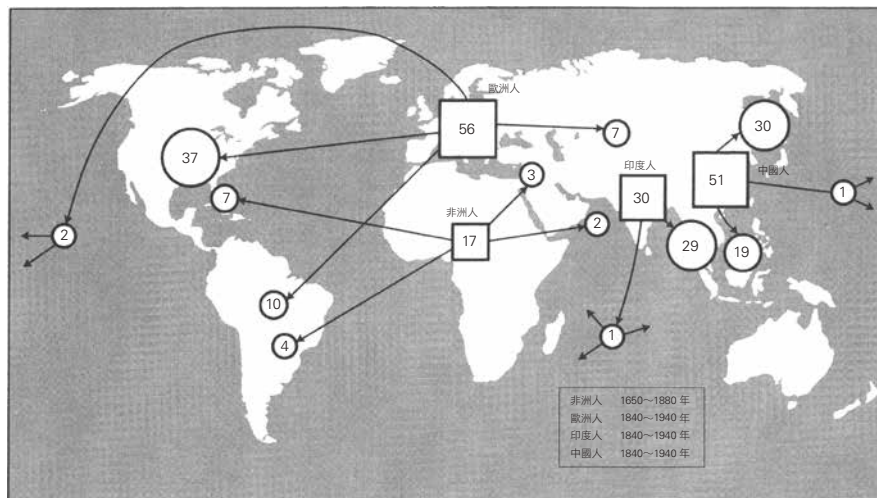 歐洲人
56
7
30
37
3
印度人
30
51
中國人
1
7
非洲人
17
2
2
29
19
10
1
4
非洲人 1650～1880 年
歐洲人 1840～1940 年
印度人 1840～1940 年
中國人 1840～1940 年